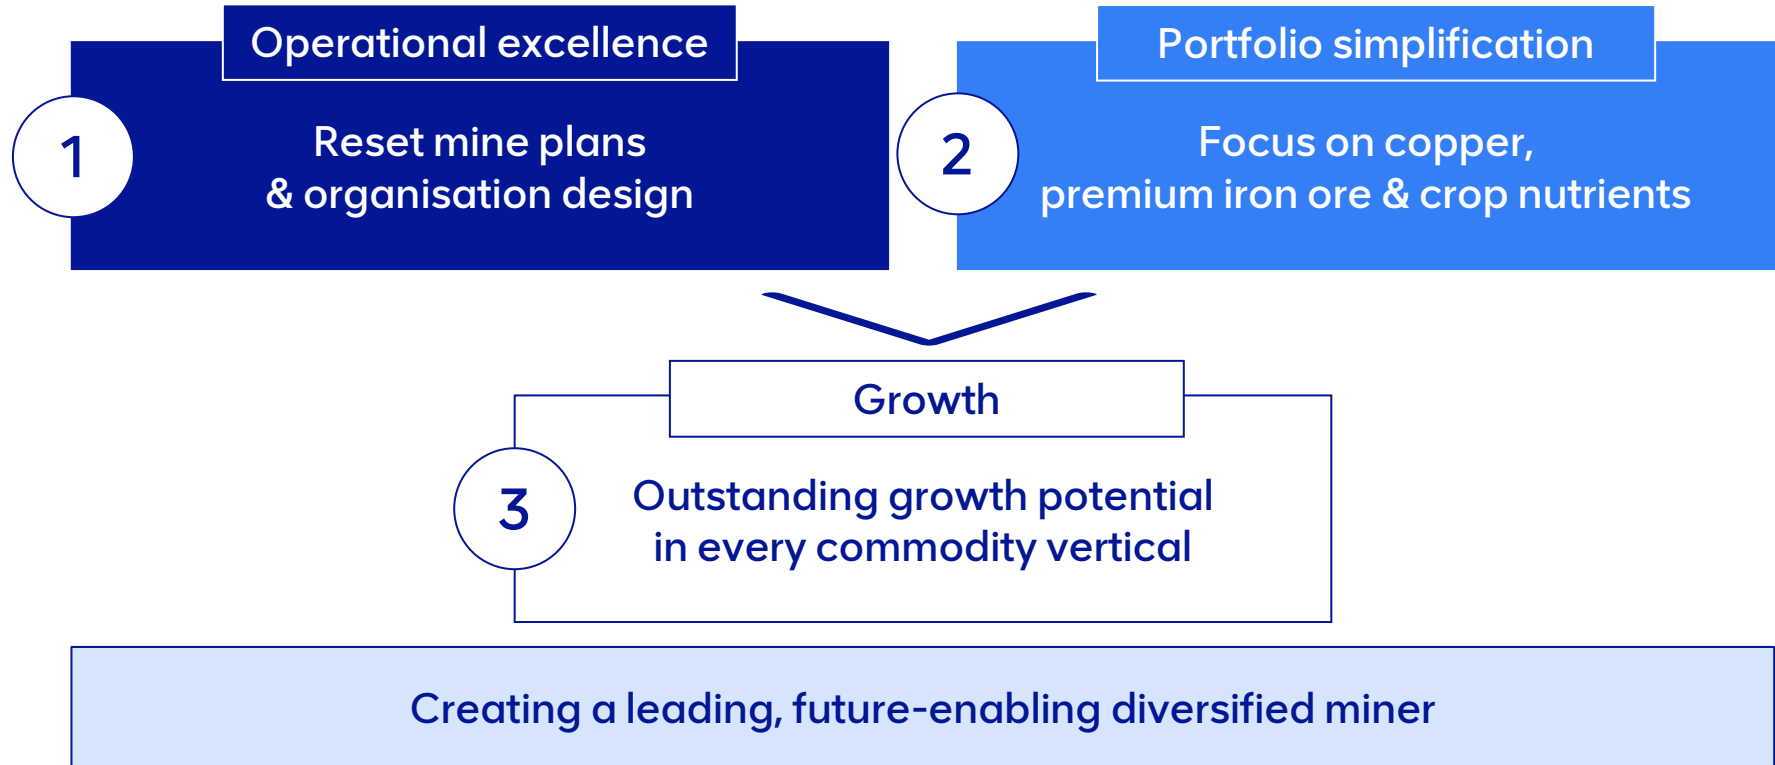 Operational excellence
1
Reset mine plans
& organisation design
Portfolio simplification
2
Focus on copper,
premium iron ore & crop nutrients
Growth
3
Outstanding growth potential
in every commodity vertical
Creating a leading, future-enabling diversified miner